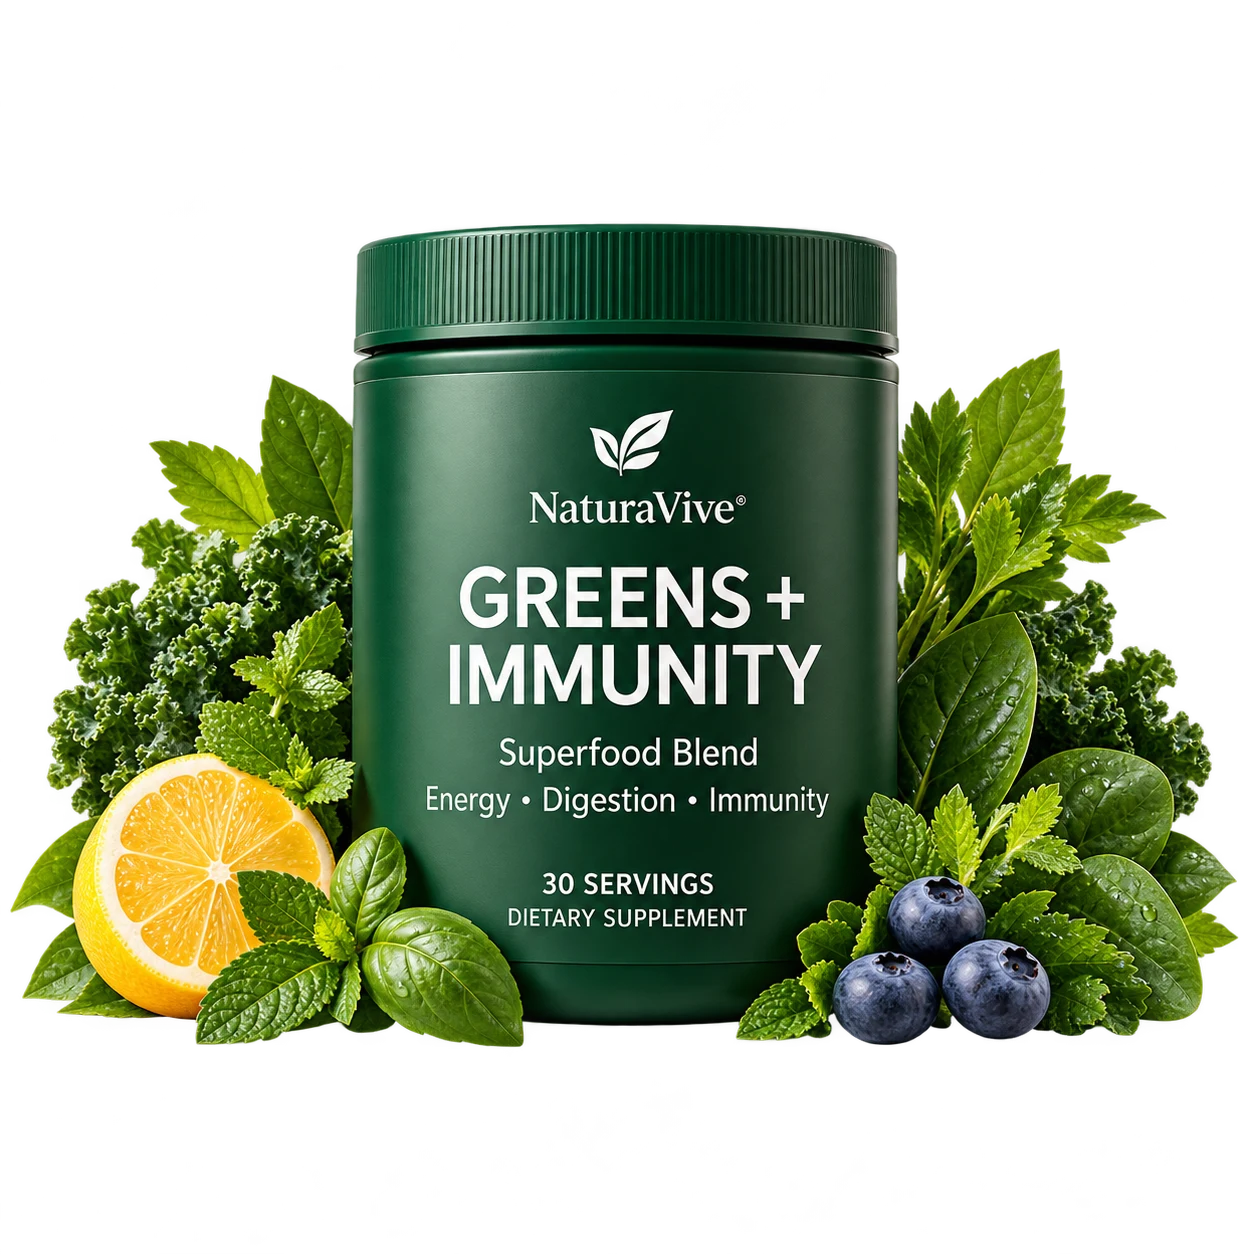 NaturaVive®
GREENS +
IMMUNITY
Superfood Blend
Energy • Digestion • Immunity
30 SERVINGS
DIETARY SUPPLEMENT